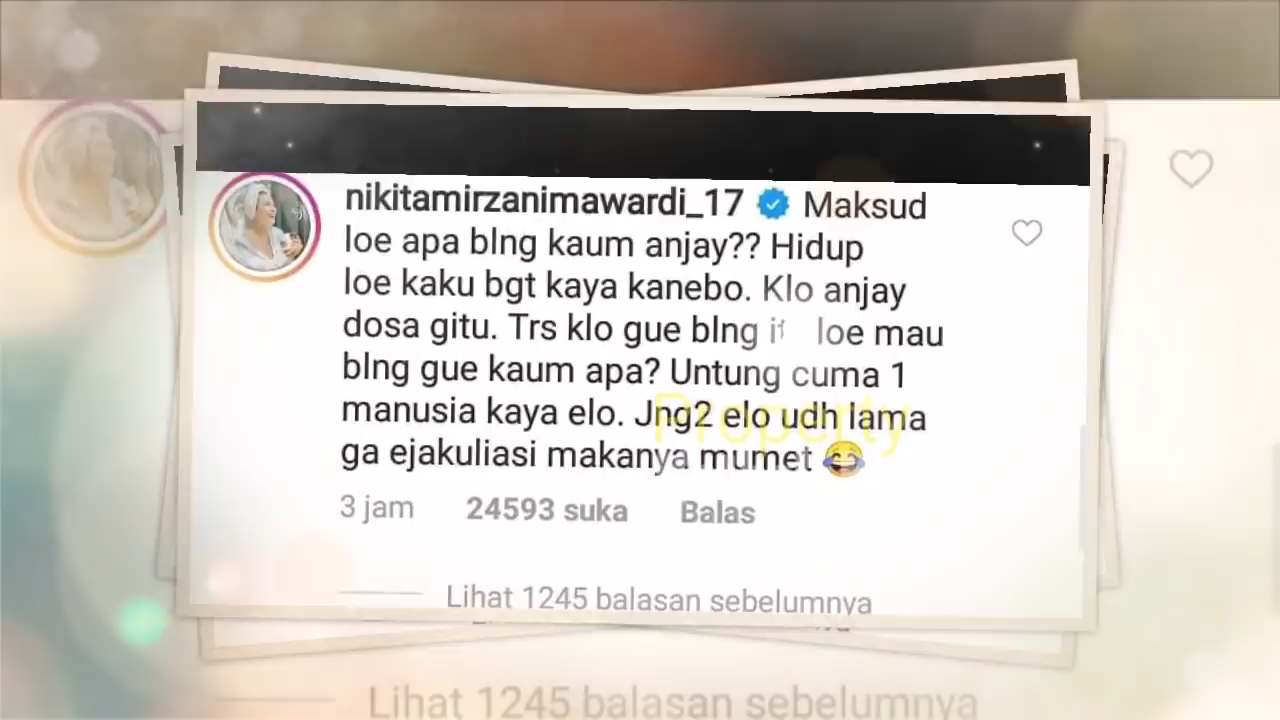 nikitamirzanimawardi_17 Maksud
loe apa blng kaum anjay?? Hidup
loe kaku bgt kaya kanebo. Klo anjay
dosa gitu. Trs klo gue blng loe mau
blng gue kaum apa? Untung cuma 1
manusia kaya elo. Jng2 elo udh lama
ga ejakuliasi makanya mumet 😂
Property
3 jam 24593 suka Balas
Lihat 1245 balasan sebelumnya
Lihat 1245 balasan sebelumnya